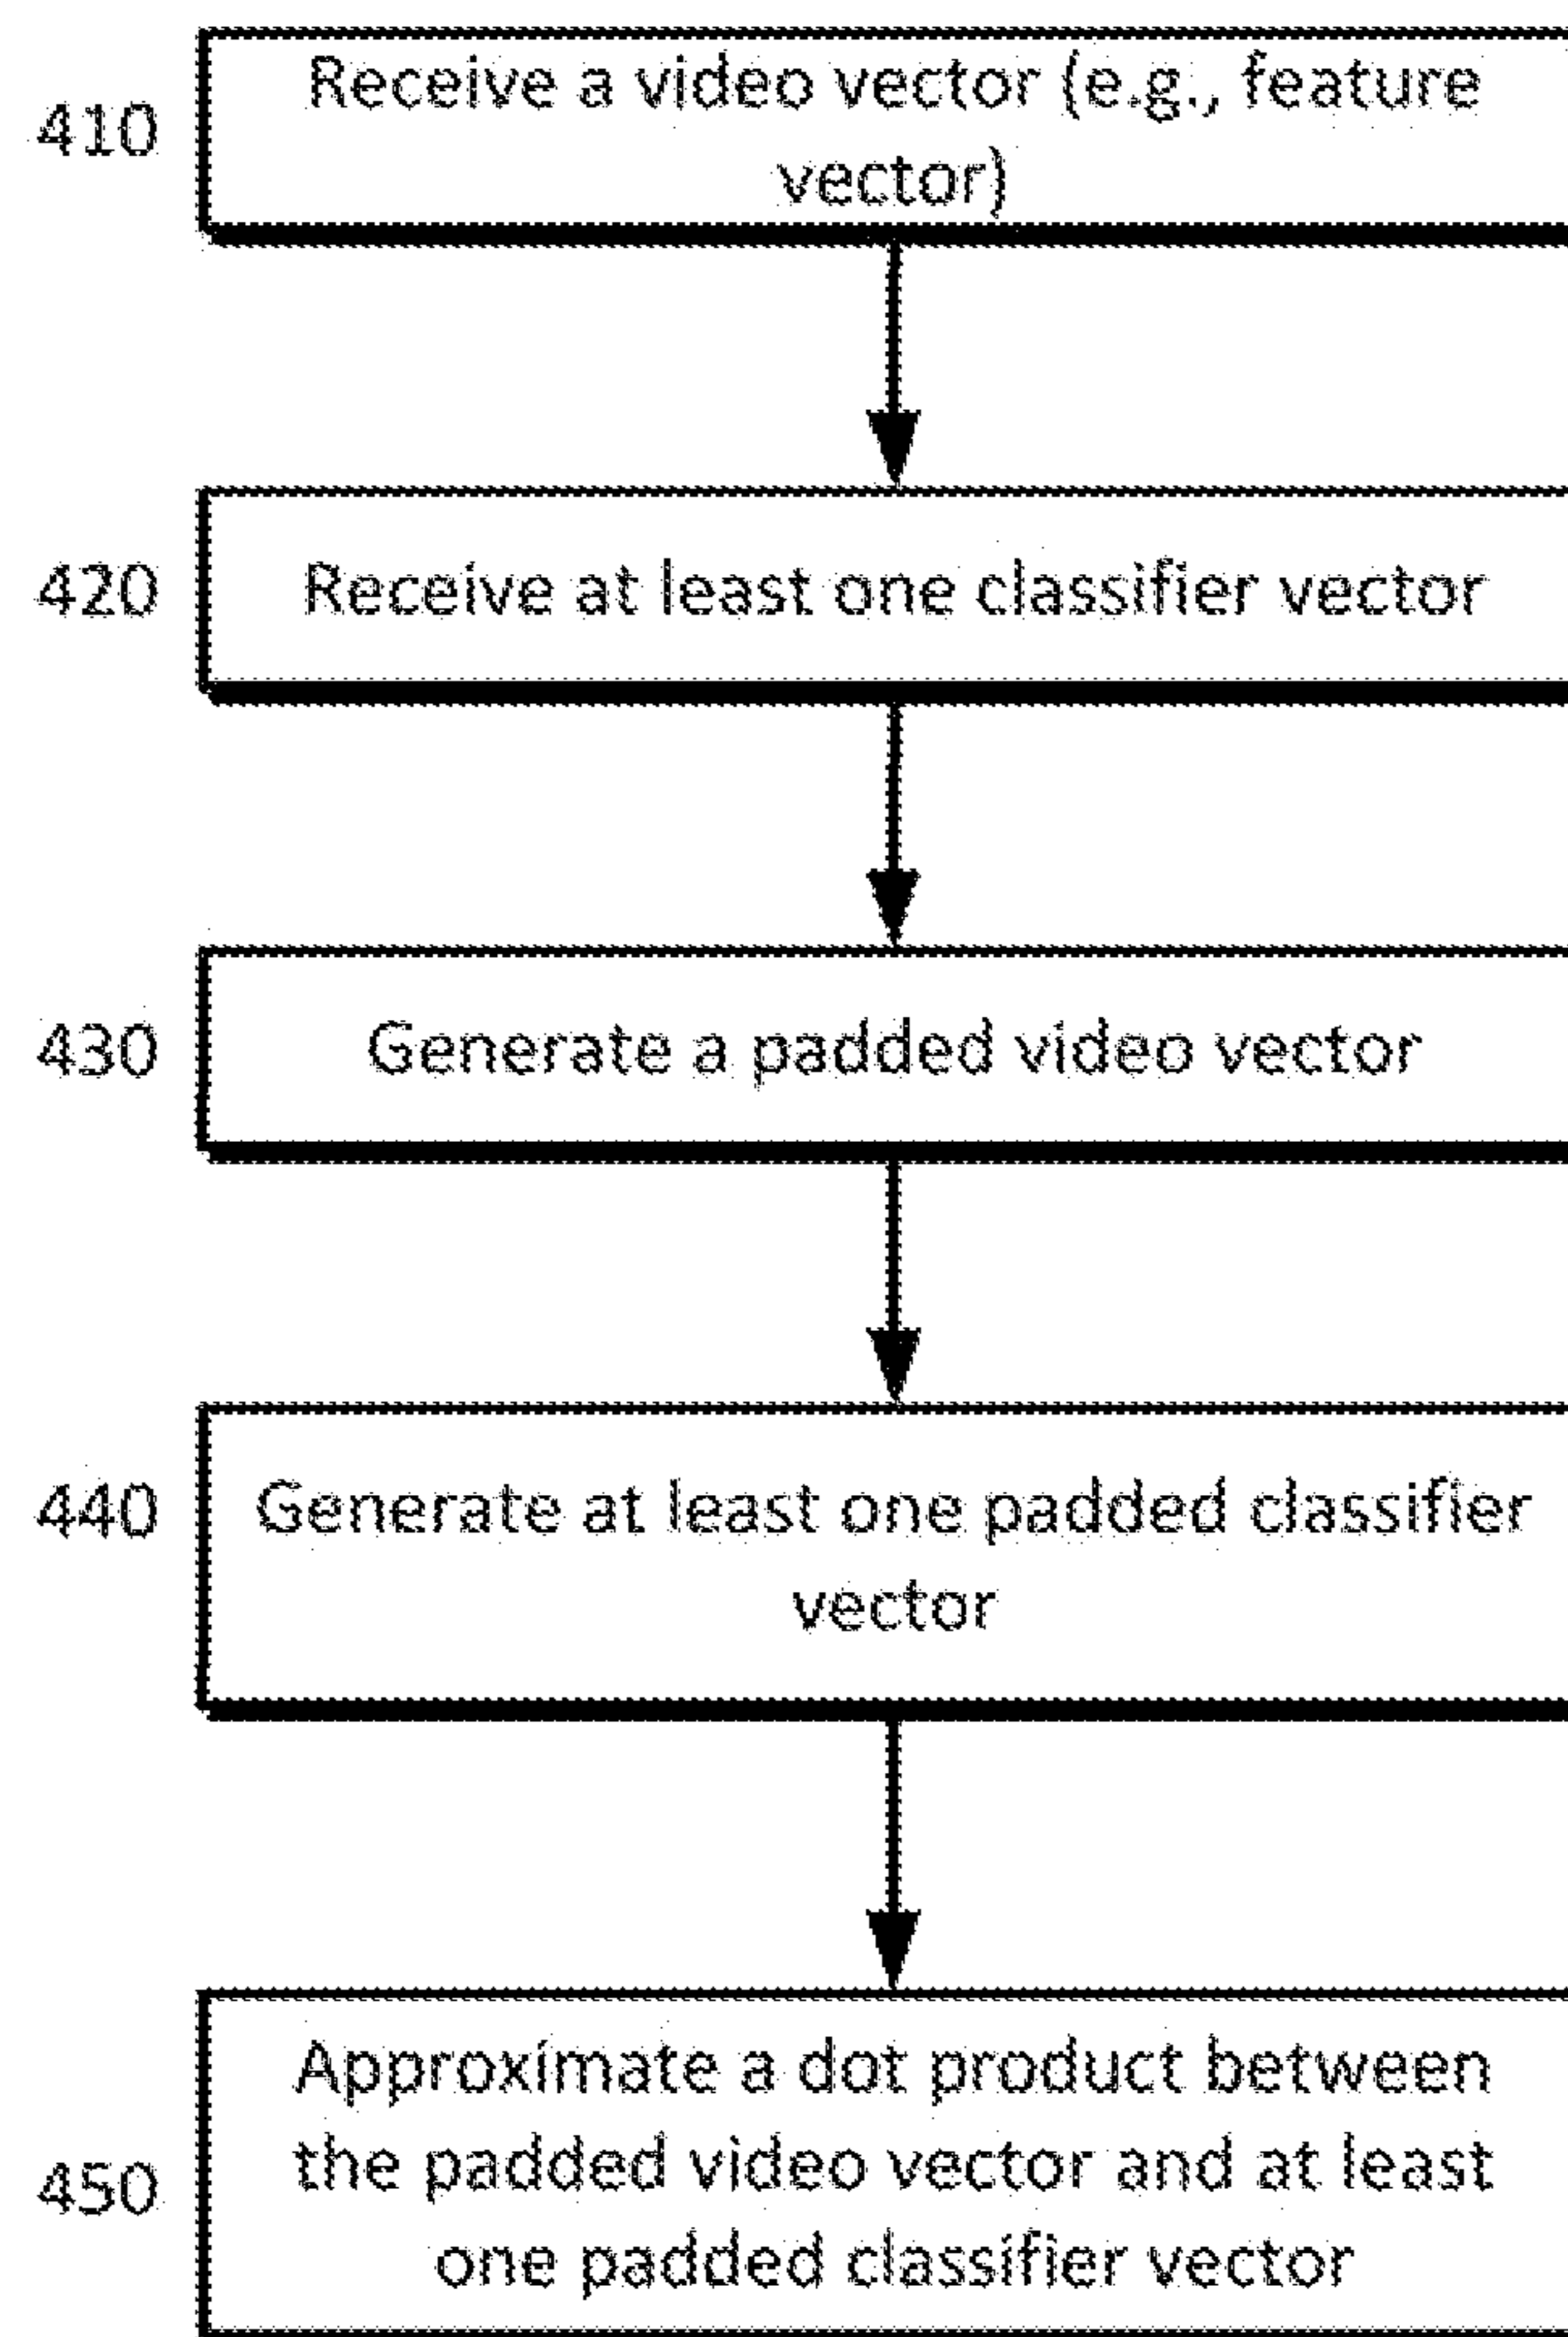 410
Receive a video vector (e.g., feature
vector)
420
Receive at least one classifier vector
430
Generate a padded video vector
440
Generate at least one padded classifier
vector
450
Approximate a dot product between
the padded video vector and at least
one padded classifier vector